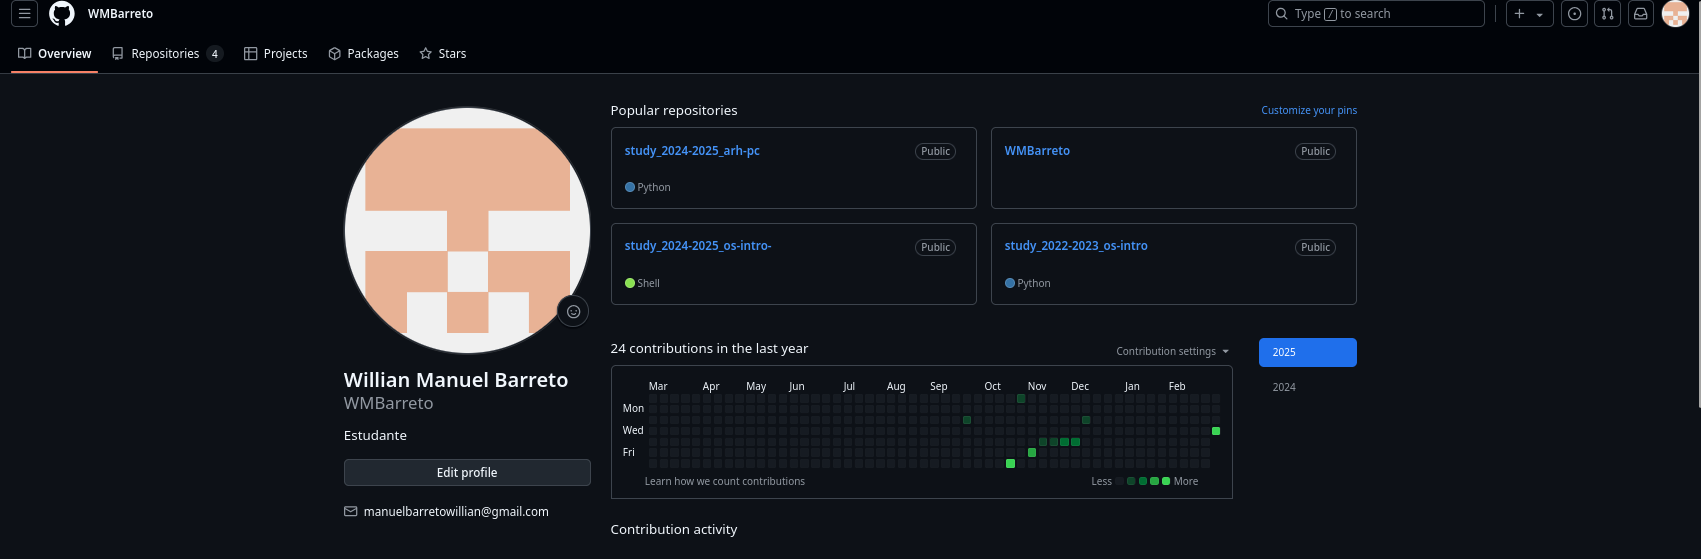 WMBarreto
Type / to search
Overview
Repositories 4
Projects
Packages
Stars
Popular repositories
Customize your pins
study_2024-2025_arh-pc
Public
Python
WMBarreto
Public
study_2024-2025_os-intro-
Public
Shell
study_2022-2023_os-intro
Public
Python
Willian Manuel Barreto
WMBarreto
Estudante
Edit profile
manuelbarretowillian@gmail.com
24 contributions in the last year
Contribution settings
2025
2024
Mar Apr May Jun Jul Aug Sep Oct Nov Dec Jan Feb
Mon
Wed
Fri
Learn how we count contributions
Less
More
Contribution activity